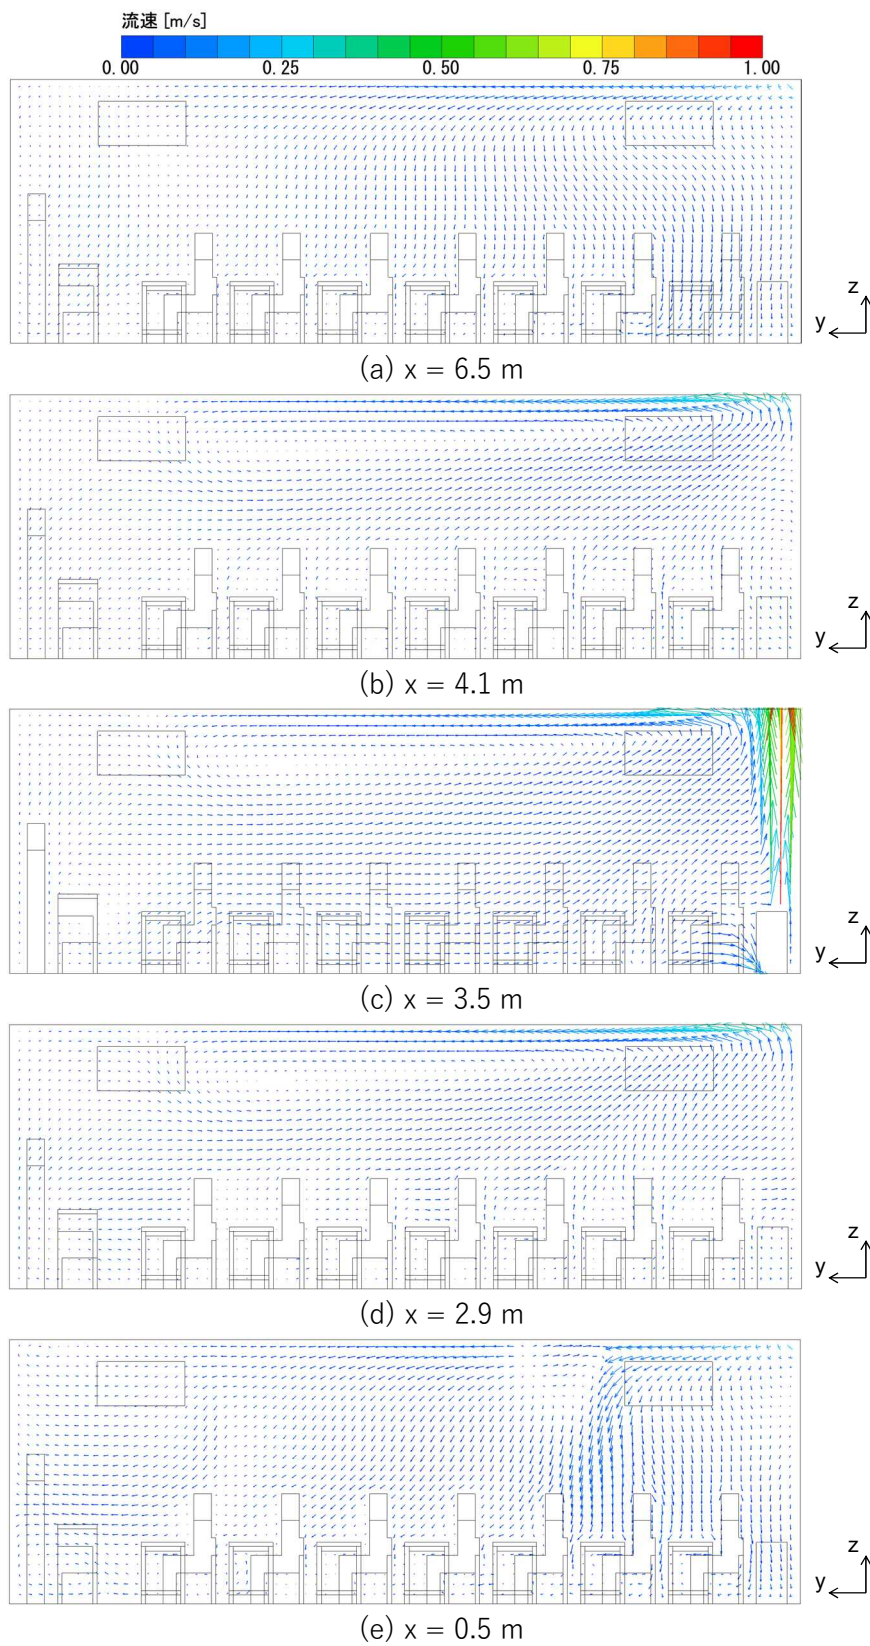 流速 [m/s]
0.00 0.25 0.50 0.75 1.00
z
y
(a) x = 6.5 m
z
y
(b) x = 4.1 m
z
y
(c) x = 3.5 m
z
y
(d) x = 2.9 m
z
y
(e) x = 0.5 m